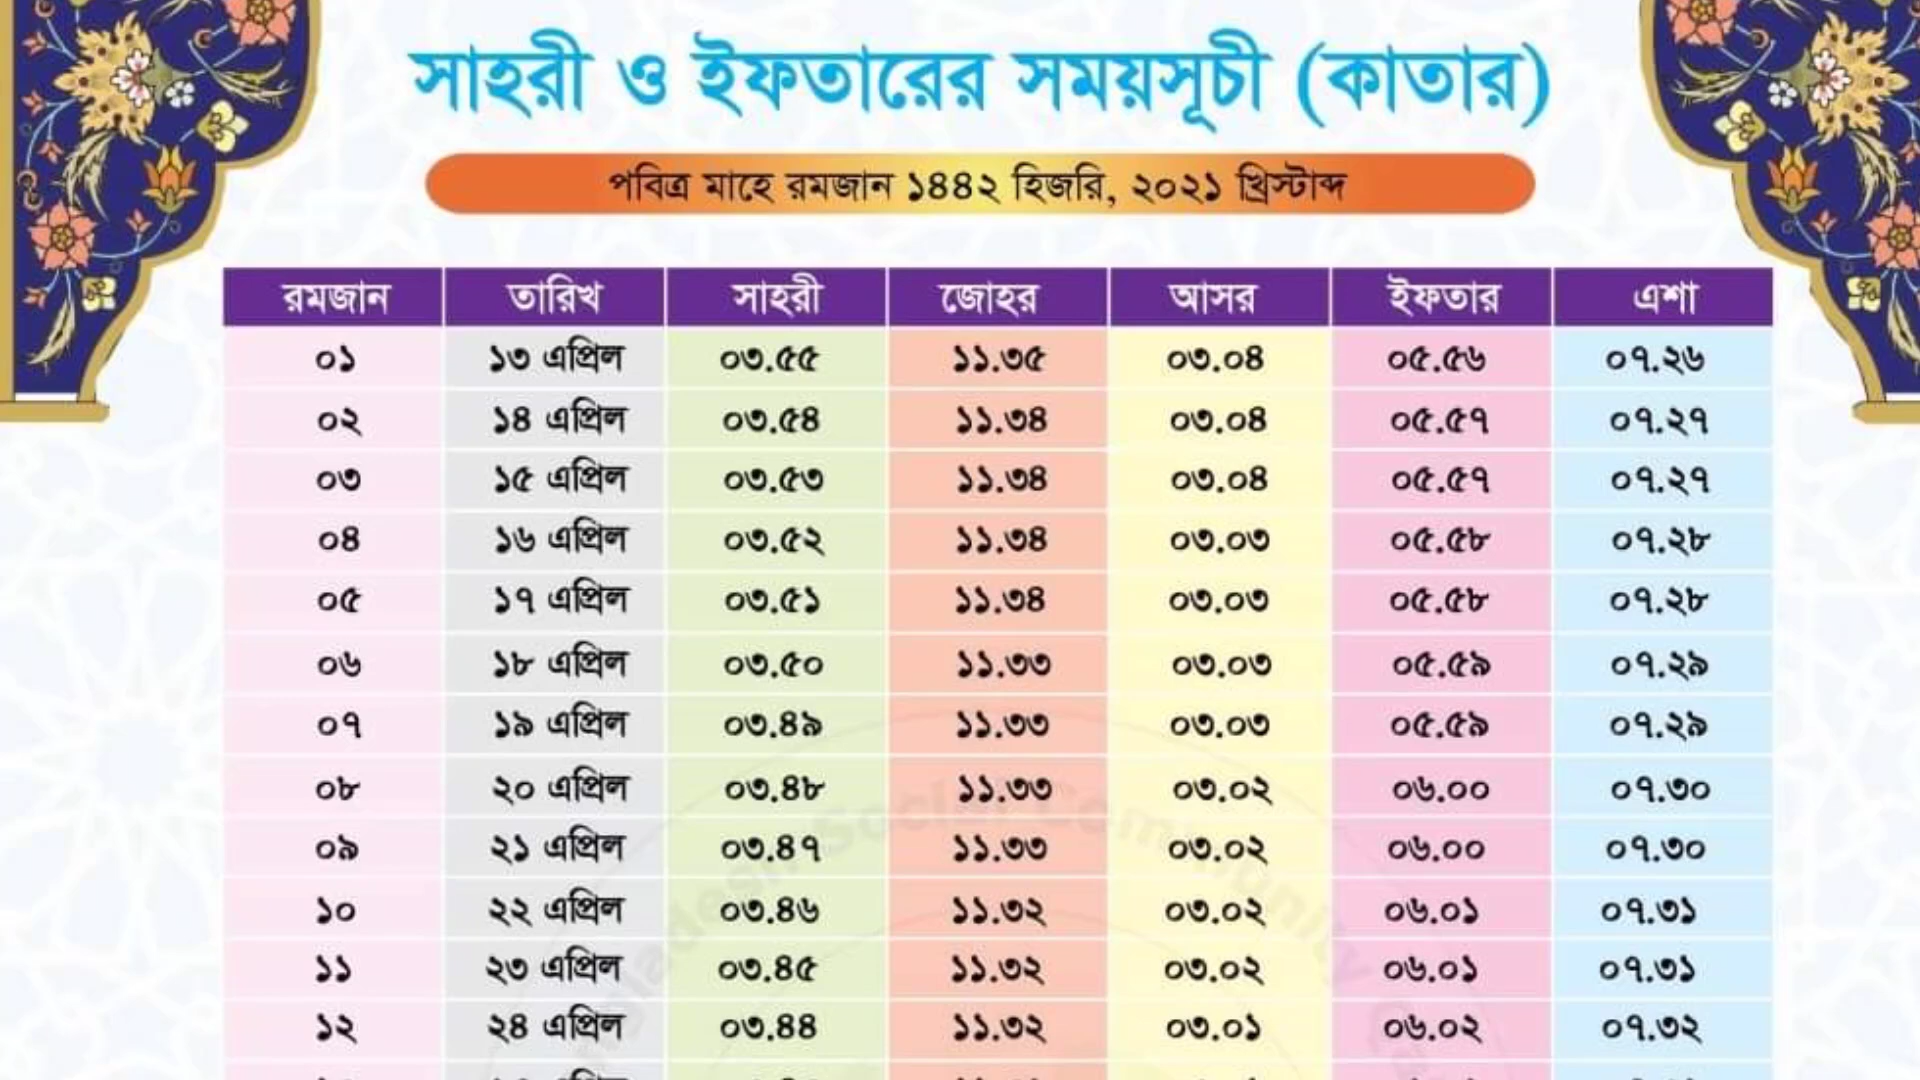 সাহরী ও ইফতারের সময়সূচী (কাতার)
পবিত্র মাহে রমজান ১৪৪২ হিজরি, ২০২১ খ্রিস্টাব্দ
রমজান তারিখ সাহরী জোহর আসর ইফতার এশা
০১ ১৩ এপ্রিল ০৩.৫৫ ১১.৩৫ ০৩.০৪ ০৫.৫৬ ০৭.২৬
০২ ১৪ এপ্রিল ০৩.৫৪ ১১.৩৪ ০৩.০৪ ০৫.৫৭ ০৭.২৭
০৩ ১৫ এপ্রিল ০৩.৫৩ ১১.৩৪ ০৩.০৪ ০৫.৫৭ ০৭.২৭
০৪ ১৬ এপ্রিল ০৩.৫২ ১১.৩৪ ০৩.০৩ ০৫.৫৮ ০৭.২৮
০৫ ১৭ এপ্রিল ০৩.৫১ ১১.৩৪ ০৩.০৩ ০৫.৫৮ ০৭.২৮
০৬ ১৮ এপ্রিল ০৩.৫০ ১১.৩৩ ০৩.০৩ ০৫.৫৯ ০৭.২৯
০৭ ১৯ এপ্রিল ০৩.৪৯ ১১.৩৩ ০৩.০৩ ০৫.৫৯ ০৭.২৯
০৮ ২০ এপ্রিল ০৩.৪৮ ১১.৩৩ ০৩.০২ ০৬.০০ ০৭.৩০
০৯ ২১ এপ্রিল ০৩.৪৭ ১১.৩৩ ০৩.০২ ০৬.০০ ০৭.৩০
১০ ২২ এপ্রিল ০৩.৪৬ ১১.৩২ ০৩.০২ ০৬.০১ ০৭.৩১
১১ ২৩ এপ্রিল ০৩.৪৫ ১১.৩২ ০৩.০২ ০৬.০১ ০৭.৩১
১২ ২৪ এপ্রিল ০৩.৪৪ ১১.৩২ ০৩.০১ ০৬.০২ ০৭.৩২
Social Community